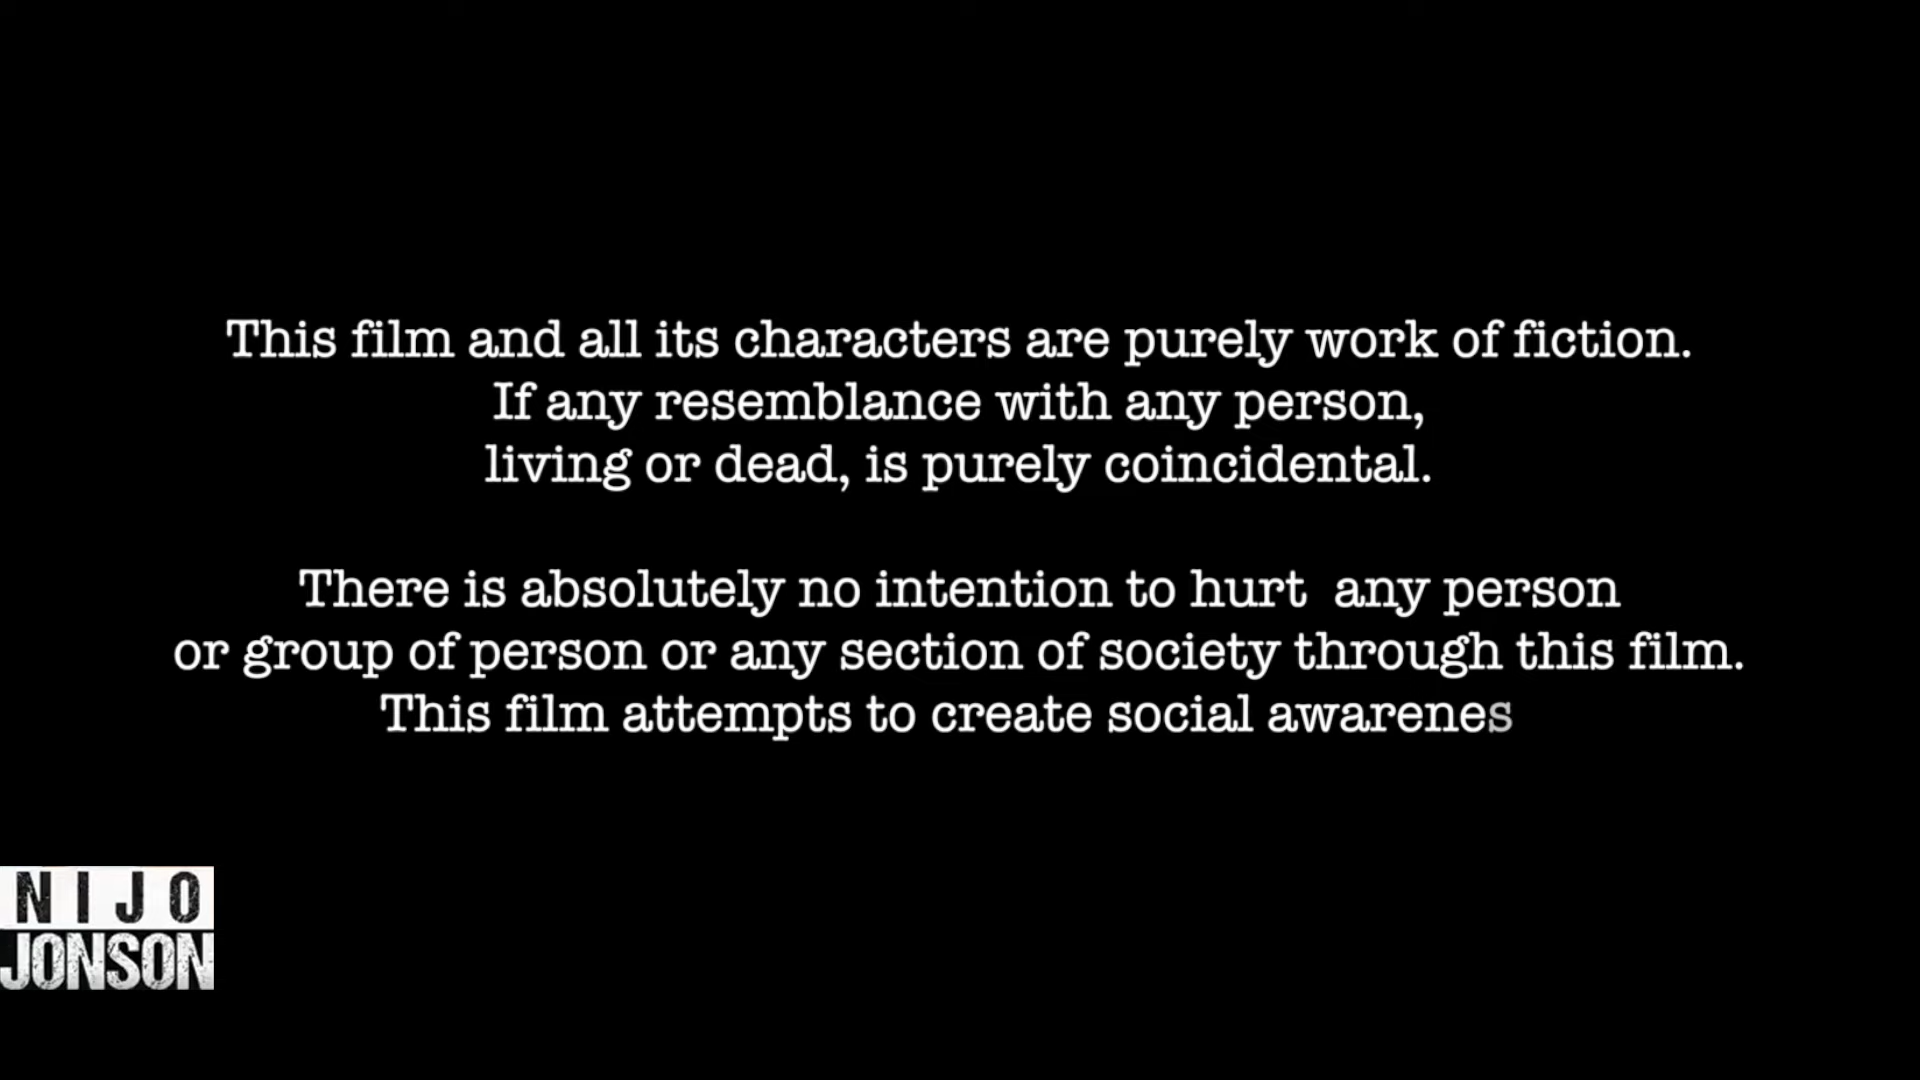 This film and all its characters are purely work of fiction.
If any resemblance with any person,
living or dead, is purely coincidental.
There is absolutely no intention to hurt  any person
or group of person or any section of society through this film.
This film attempts to create social awarenes
NIJO
JONSON